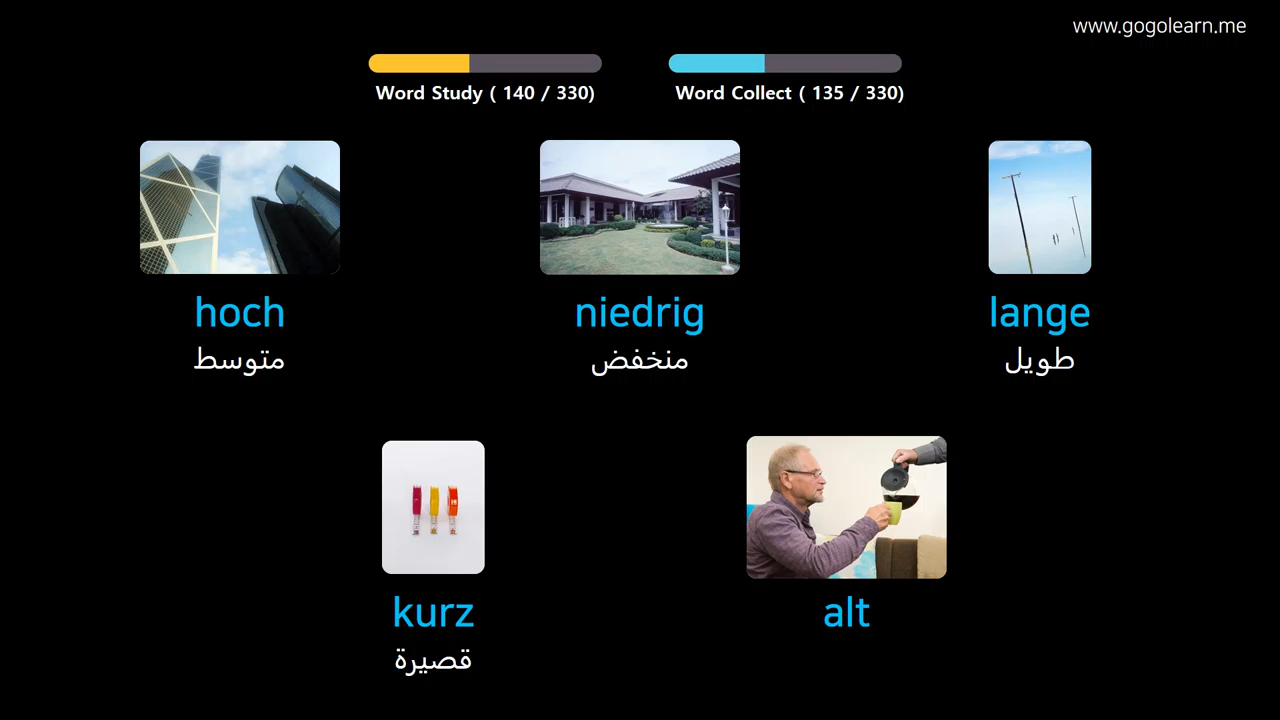 www.gogolearn.me
Word Study ( 140 / 330)
Word Collect ( 135 / 330)
hoch
متوسط
niedrig
منخفض
lange
طويل
kurz
قصيرة
alt